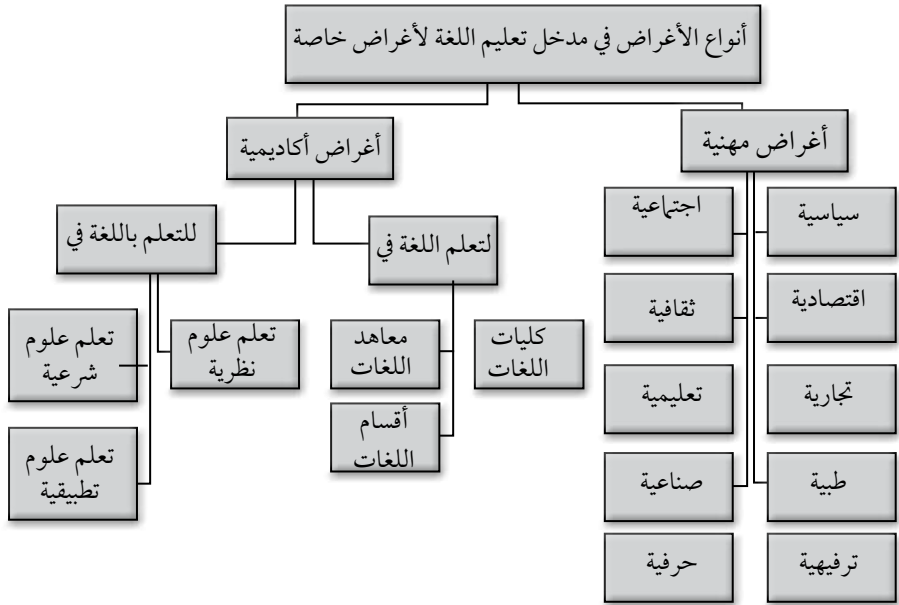 أنواع الأغراض في مدخل تعليم اللغة لأغراض خاصة
أغراض مهنية
أغراض أكاديمية
سياسية
اجتماعية
اقتصادية
ثقافية
تجارية
تعليمية
طبية
صناعية
ترفيهية
حرفية
لتعلم اللغة في
كليات
اللغات
معاهد
اللغات
أقسام
اللغات
للتعلم باللغة في
تعلم علوم
نظرية
تعلم علوم
شرعية
تعلم علوم
تطبيقية